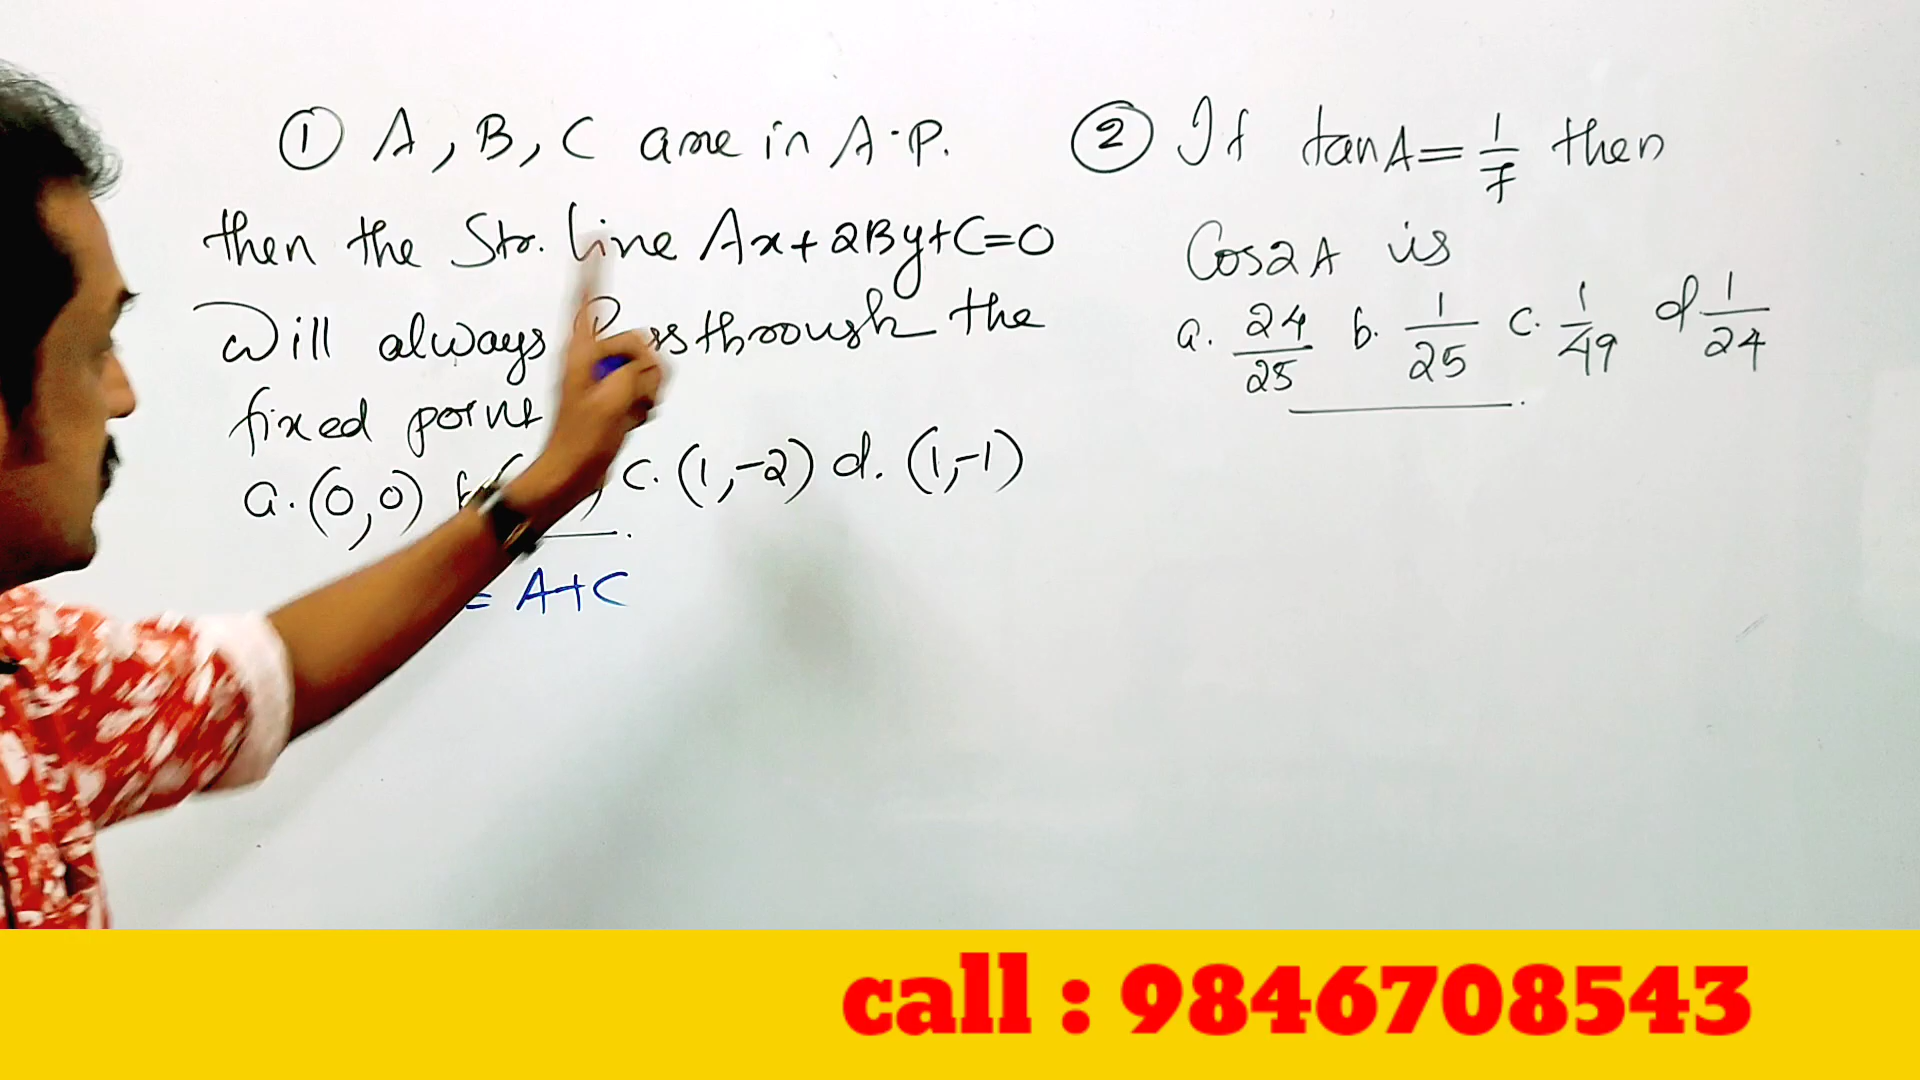 ① A, B, C are in A.P.
then the Str. line Ax+2By+C=0
will always Pass through the
fixed point
a. (0,0) b. ( c. (1,-2) d. (1,-1)
= A+C
② If tanA= 1/7 then
Cos2A is
a. 24/25 b. 1/25 c. 1/49 d. 1/24
call : 9846708543